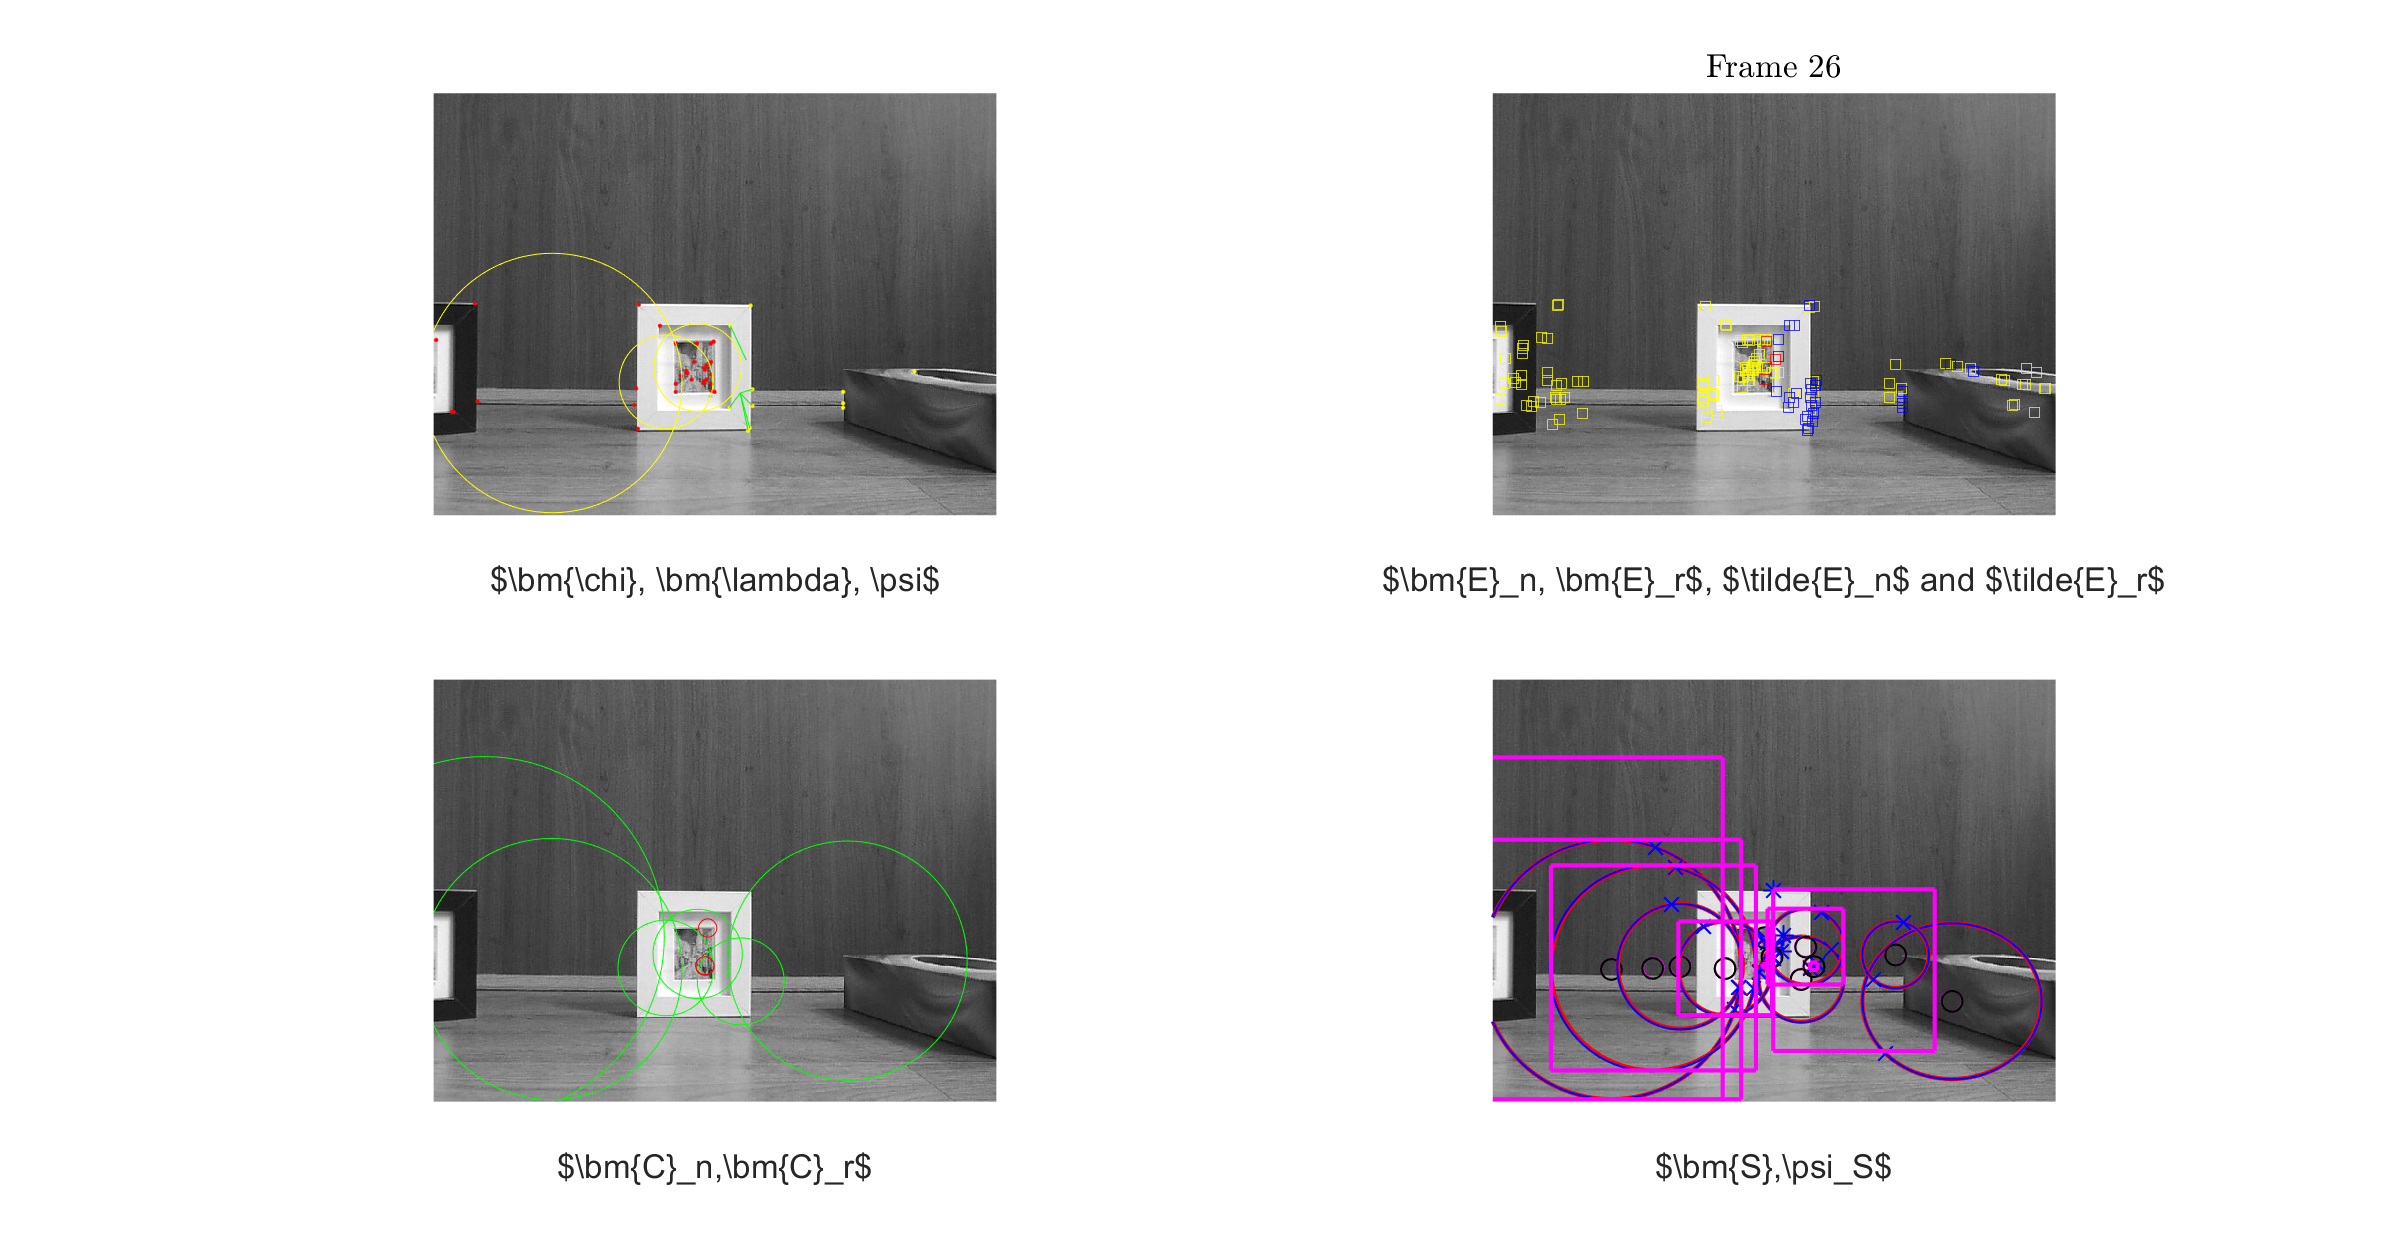 Frame 26
$\bm{\chi}, \bm{\lambda}, \psi$
$\bm{E}_n, \bm{E}_r$, $\tilde{E}_n$ and $\tilde{E}_r$
$\bm{C}_n,\bm{C}_r$
$\bm{S},\psi_S$